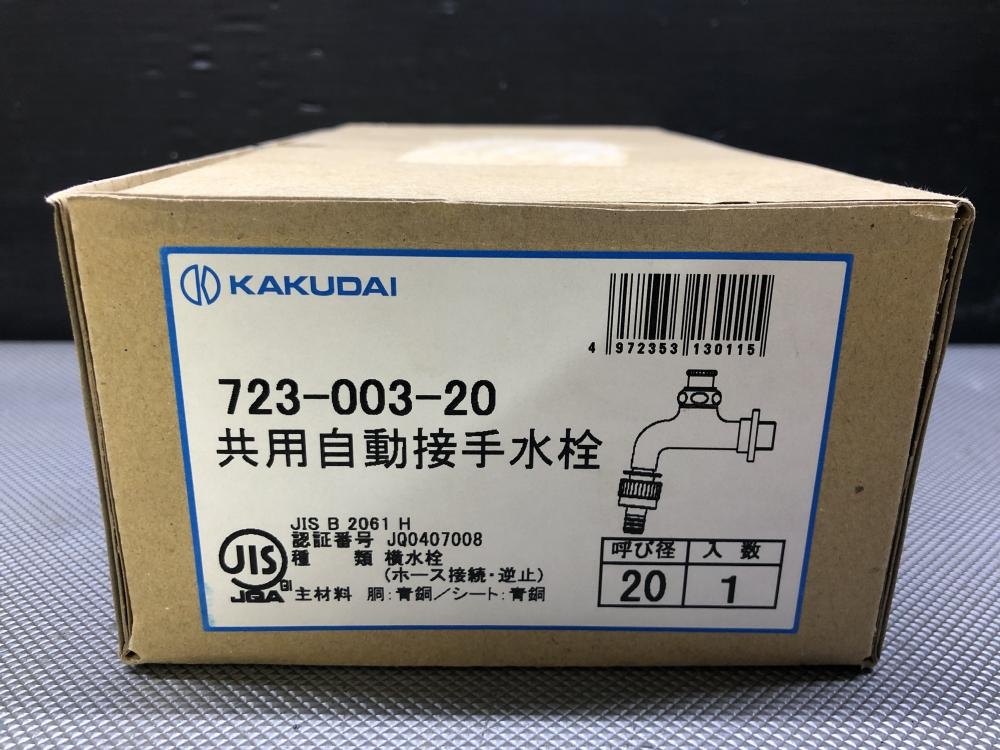 KAKUDAI
4 972353 130115
723-003-20
共用自動接手水栓
JIS B 2061 H
認証番号 JQ0407008
種 類 横水栓
(ホース接続・逆止)
主材料 胴:青銅/シート:青銅
JIS
JQA
呼び径 入 数
20 1